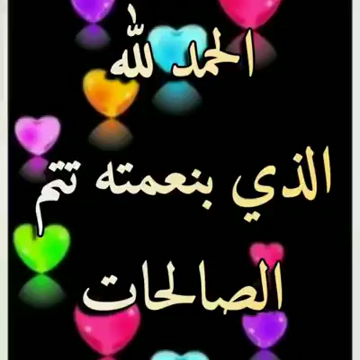 الحمد لله
الذي بنعمته تتم
الصالحات